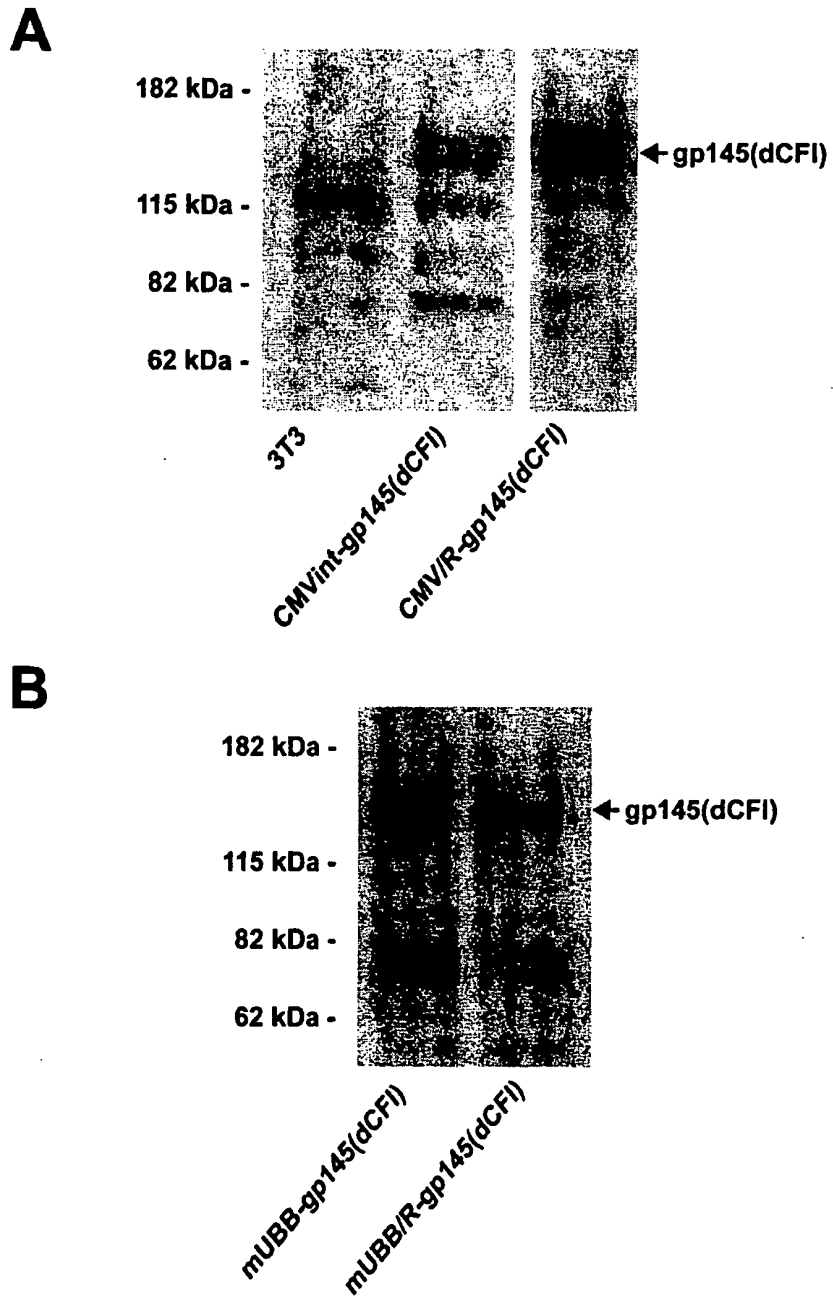 A
182 kDa -
gp145(dCFI)
115 kDa -
82 kDa -
62 kDa -
3T3
CMVint-gp145(dCFI)
CMV/R-gp145(dCFI)
B
182 kDa -
gp145(dCFI)
115 kDa -
82 kDa -
62 kDa -
mUBB-gp145(dCFI)
mUBB/R-gp145(dCFI)